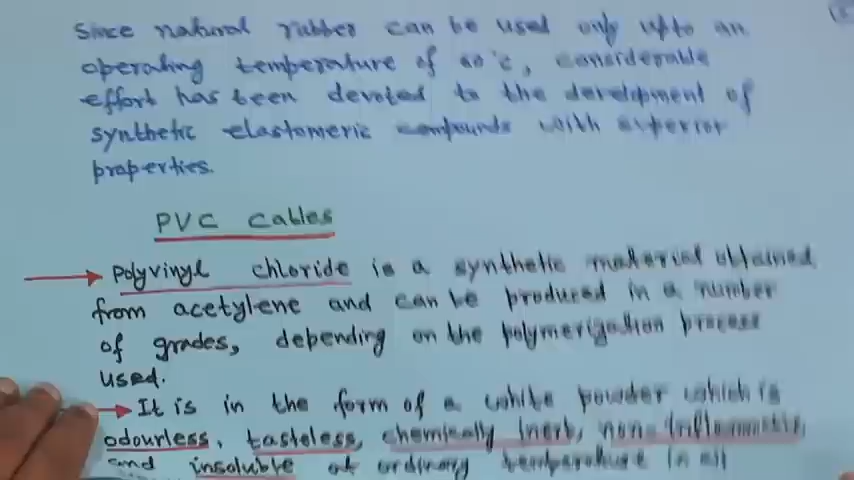 Since natural rubber can be used only upto an
operating temperature of 60°c, considerable
effort has been devoted to the development of
synthetic elastomeric compounds with superior
properties.
PVC Cables
Polyvinyl chloride is a synthetic material obtained
from acetylene and can be produced in a number
of grades, depending on the polymerization process
used.
It is in the form of a white powder which is
odourless, tasteless, chemically inert, non-inflammable
and insoluble at ordinary temperature in all